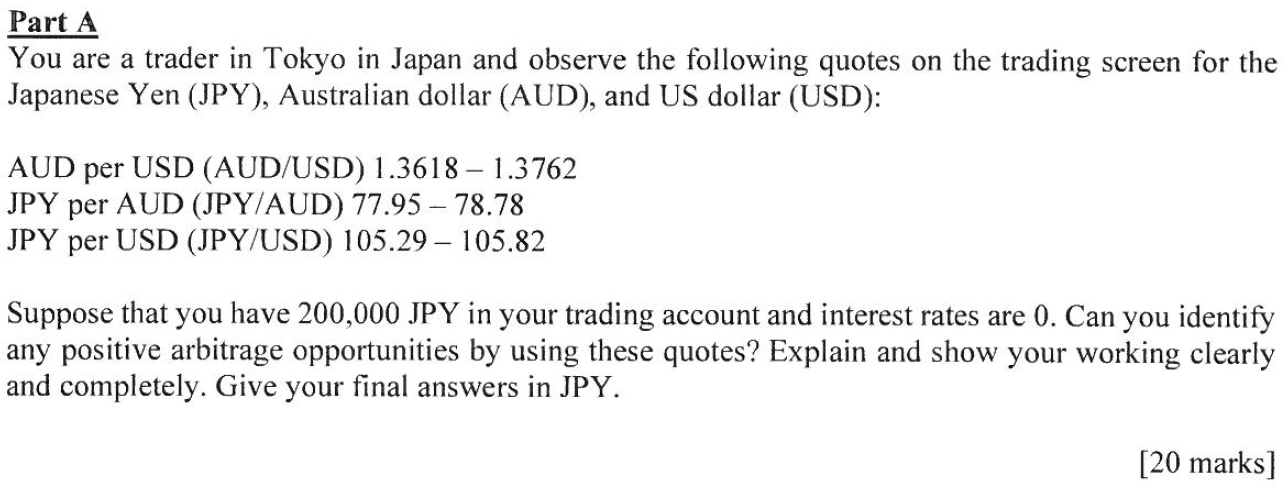 Part A
You are a trader in Tokyo in Japan and observe the following quotes on the trading screen for the
Japanese Yen (JPY), Australian dollar (AUD), and US dollar (USD):
AUD per USD (AUD/USD) 1.3618 – 1.3762
JPY per AUD (JPY/AUD) 77.95 – 78.78
JPY per USD (JPY/USD) 105.29 – 105.82
Suppose that you have 200,000 JPY in your trading account and interest rates are 0. Can you identify
any positive arbitrage opportunities by using these quotes? Explain and show your working clearly
and completely. Give your final answers in JPY.
[20 marks]